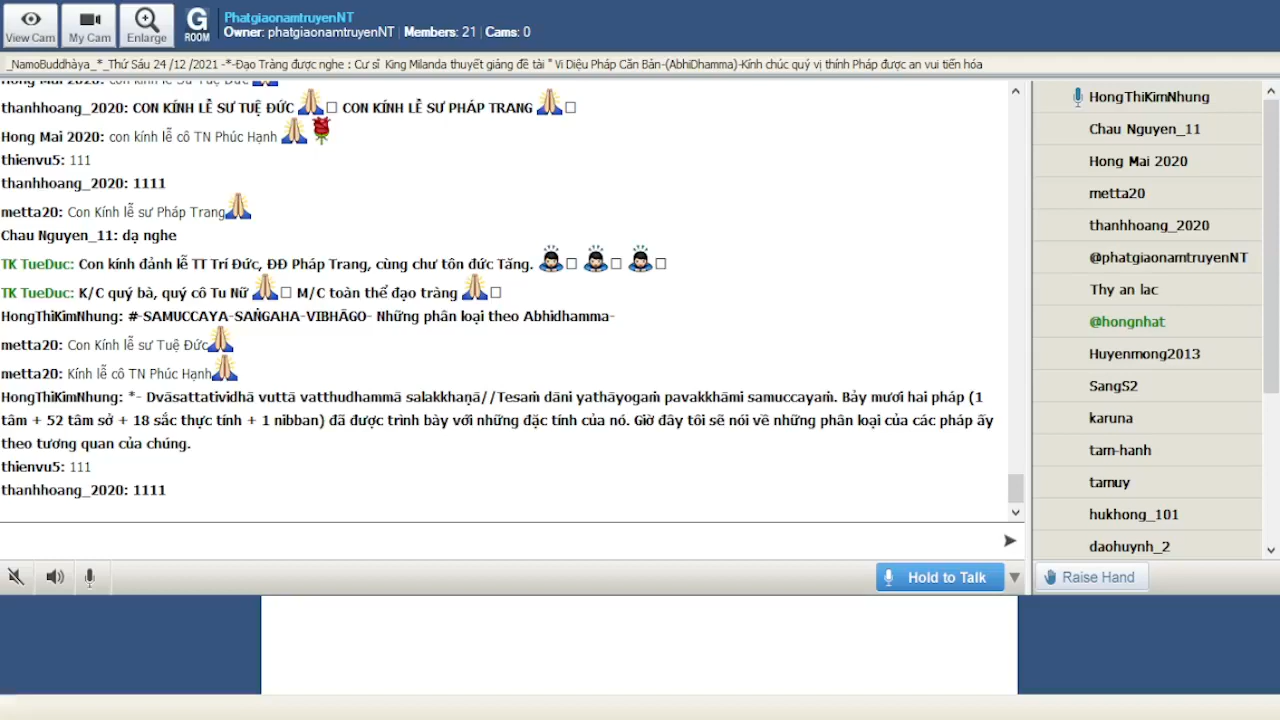 View Cam
My Cam
Enlarge
G
ROOM
PhatgiaonamtruyenNT
Owner: phatgiaonamtruyenNT | Members: 21 | Cams: 0
_NamoBuddhàya_*_Thứ Sáu 24 /12 /2021 -*-Đạo Tràng được nghe : Cư sĩ King Milanda thuyết giảng đề tài " Vi Diệu Pháp Căn Bản-(AbhiDhamma)-Kính chúc quý vị thính Pháp được an vui tiến hóa
Hong Mai 2020: con kính lễ Sư Tuệ Đức
thanhhoang_2020: CON KÍNH LỄ SƯ TUỆ ĐỨC CON KÍNH LỄ SƯ PHÁP TRANG
Hong Mai 2020: con kính lễ cô TN Phúc Hạnh
thienvu5: 111
thanhhoang_2020: 1111
metta20: Con Kính lễ sư Pháp Trang
Chau Nguyen_11: dạ nghe
TK TueDuc: Con kính đảnh lễ TT Trí Đức, ĐĐ Pháp Trang, cùng chư tôn đức Tăng.
TK TueDuc: K/C quý bà, quý cô Tu Nữ M/C toàn thể đạo tràng
HongThiKimNhung: #-SAMUCCAYA-SAṄGAHA-VIBHĀGO- Những phân loại theo Abhidhamma-
metta20: Con Kính lễ sư Tuệ Đức
metta20: Kính lễ cô TN Phúc Hạnh
HongThiKimNhung: *- Dvāsattatividhā vuttā vatthudhammā salakkhaṇā//Tesaṁ dāni yathāyogaṁ pavakkhāmi samuccayaṁ. Bảy mươi hai pháp (1
tâm + 52 tâm sở + 18 sắc thực tính + 1 nibban) đã được trình bày với những đặc tính của nó. Giờ đây tôi sẽ nói về những phân loại của các pháp ấy
theo tương quan của chúng.
thienvu5: 111
thanhhoang_2020: 1111
Hold to Talk
HongThiKimNhung
Chau Nguyen_11
Hong Mai 2020
metta20
thanhhoang_2020
@phatgiaonamtruyenNT
Thy an lac
@hongnhat
Huyenmong2013
SangS2
karuna
tam-hanh
tamuy
hukhong_101
daohuynh_2
Raise Hand